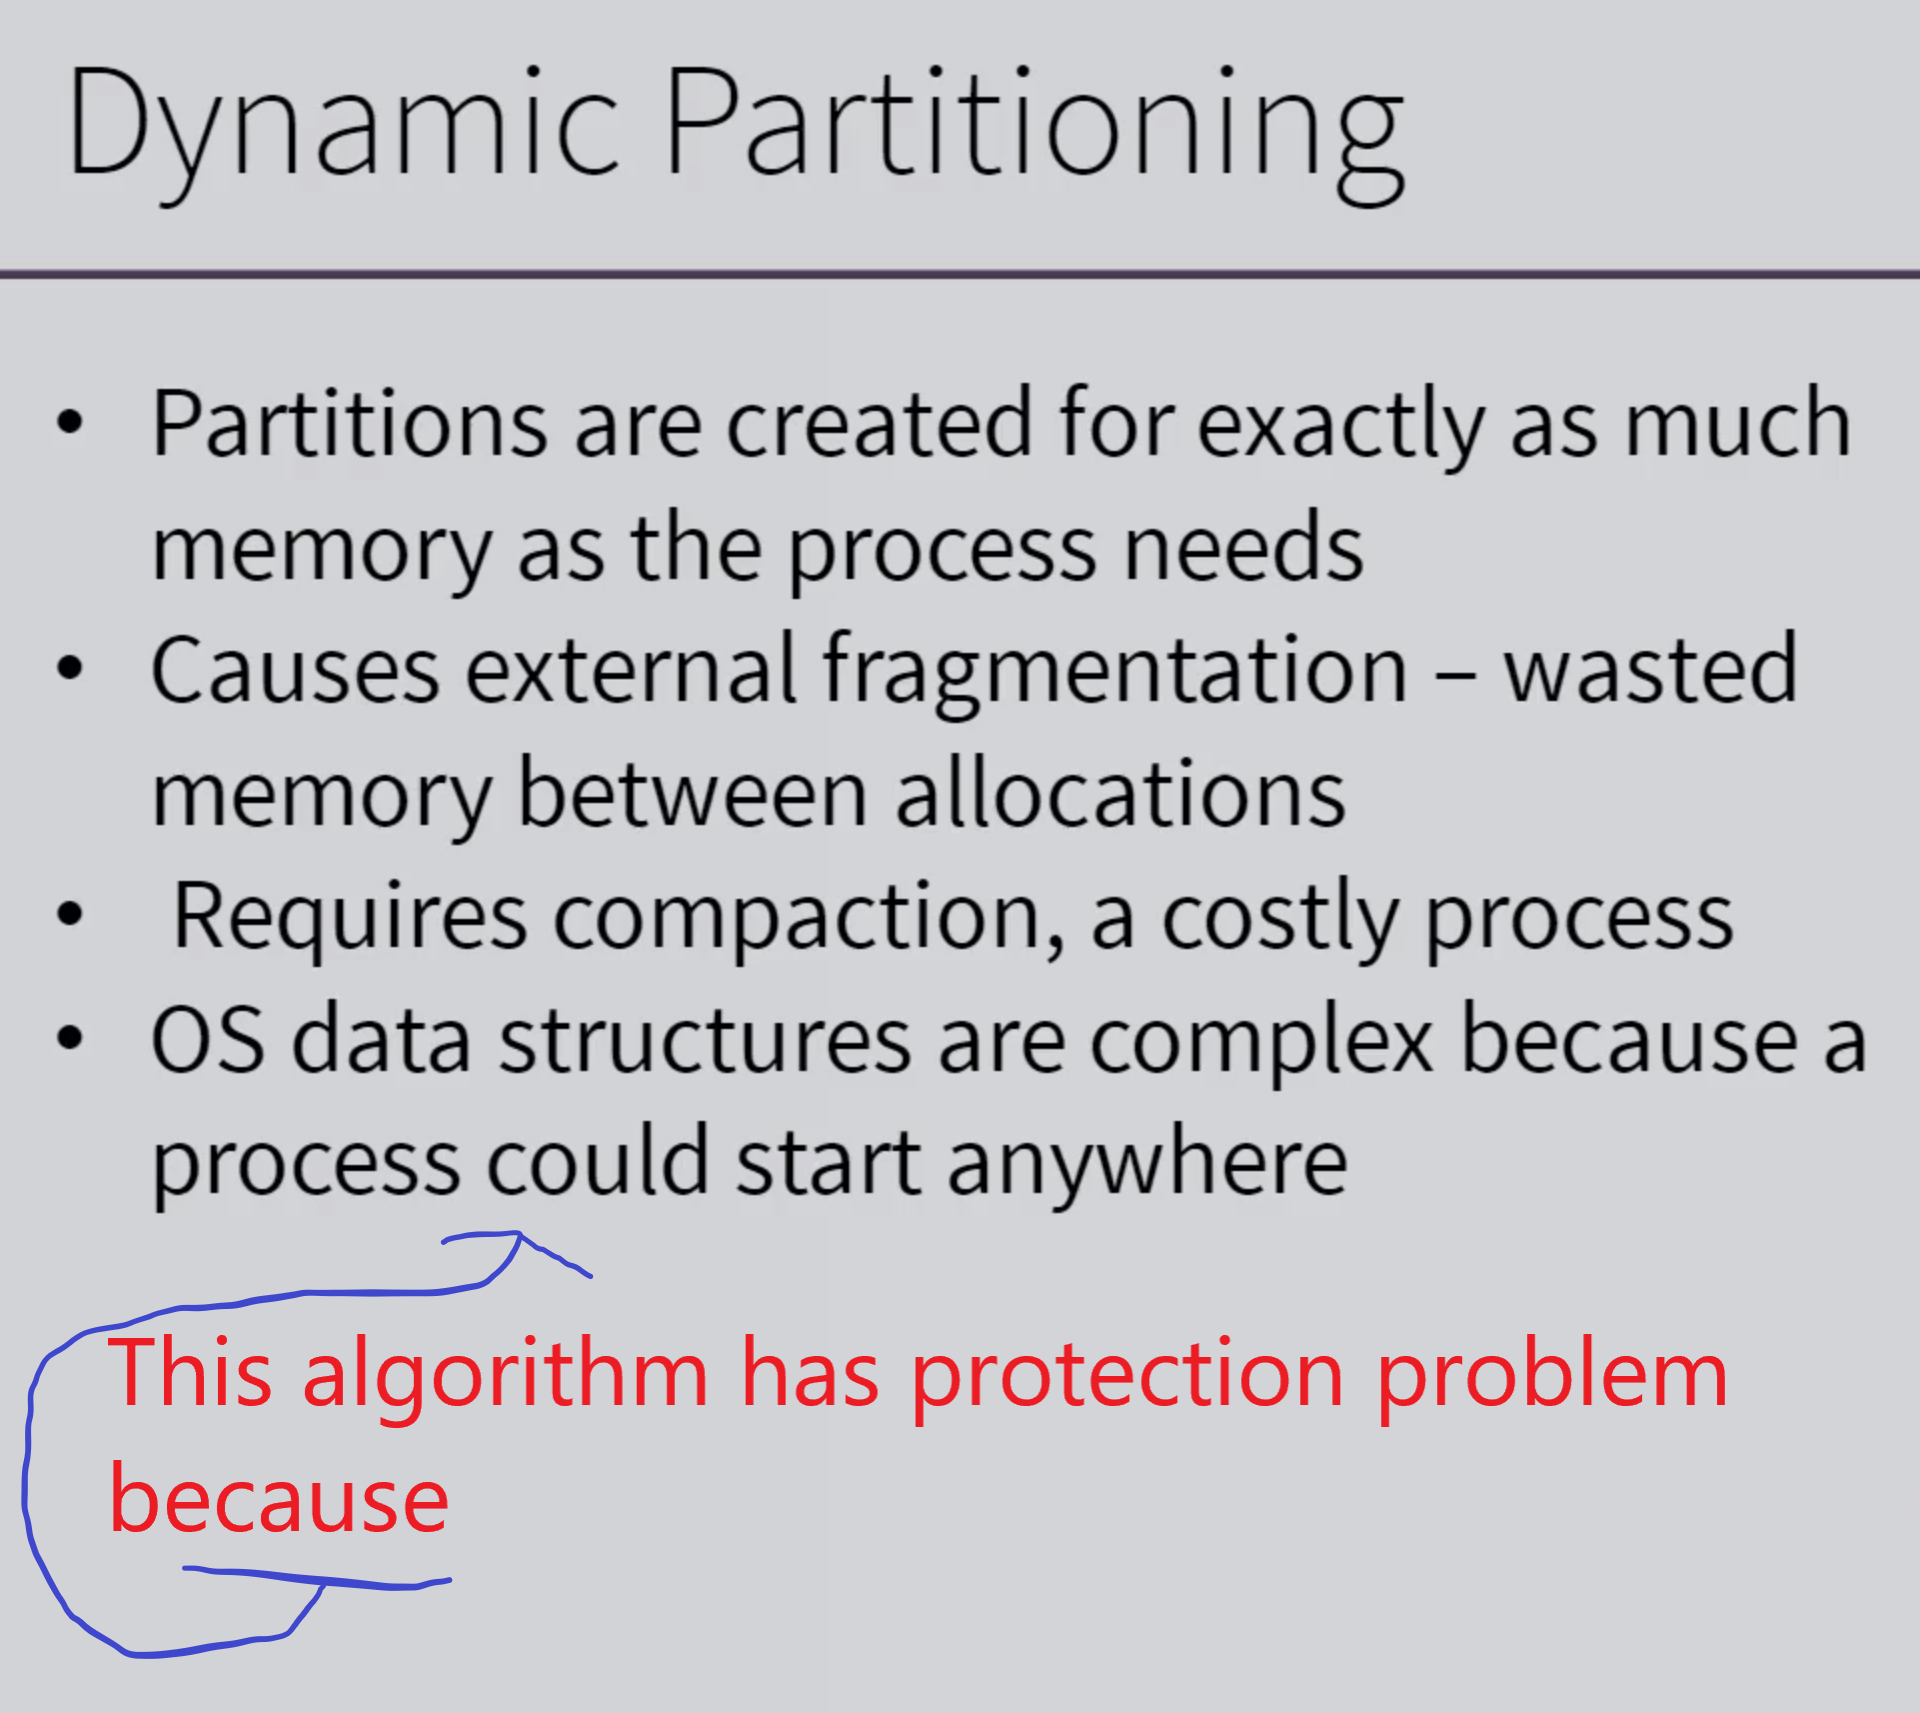 Dynamic Partitioning
• Partitions are created for exactly as much
memory as the process needs
• Causes external fragmentation – wasted
memory between allocations
• Requires compaction, a costly process
• OS data structures are complex because a
process could start anywhere
This algorithm has protection problem
because